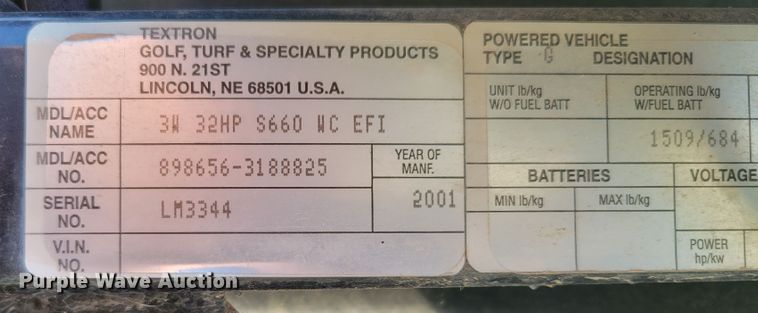 TEXTRON
GOLF, TURF & SPECIALTY PRODUCTS
900 N. 21ST
LINCOLN, NE 68501 U.S.A.
MDL/ACC NAME
3W 32HP S660 WC EFI
MDL/ACC NO.
898656-3188825
YEAR OF MANF.
2001
SERIAL NO.
LM3344
V.I.N. NO.
POWERED VEHICLE
TYPE G DESIGNATION
UNIT lb/kg
W/O FUEL BATT
OPERATING lb/kg
W/FUEL BATT
1509/684
BATTERIES
VOLTAGE
MIN lb/kg
MAX lb/kg
POWER
hp/kw
Purple Wave Auction